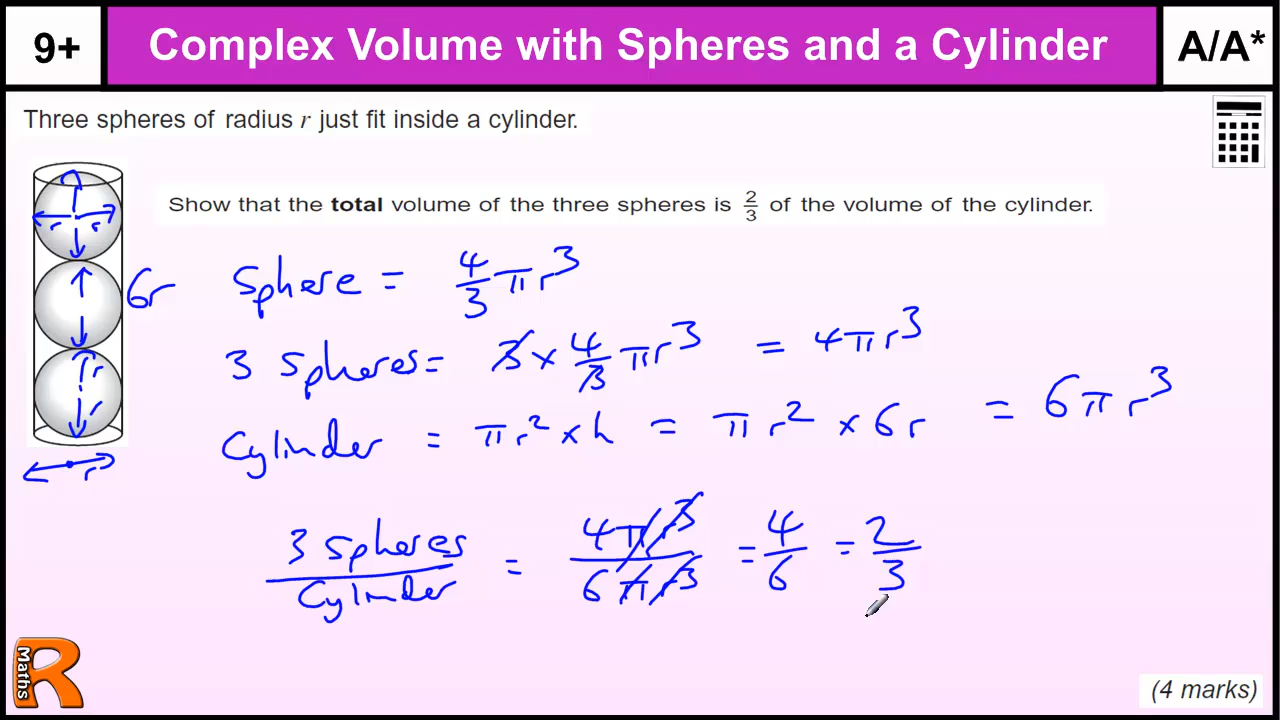 9+
Complex Volume with Spheres and a Cylinder
A/A*
Three spheres of radius r just fit inside a cylinder.
Show that the total volume of the three spheres is 2/3 of the volume of the cylinder.
r r
6r
r
r
r
Sphere = 4/3 πr³
3 Spheres = 3 × 4/3 πr³ = 4πr³
Cylinder = πr² × h = πr² × 6r = 6πr³
3 Spheres / Cylinder = 4πr³ / 6πr³ = 4/6 = 2/3
R Maths
(4 marks)